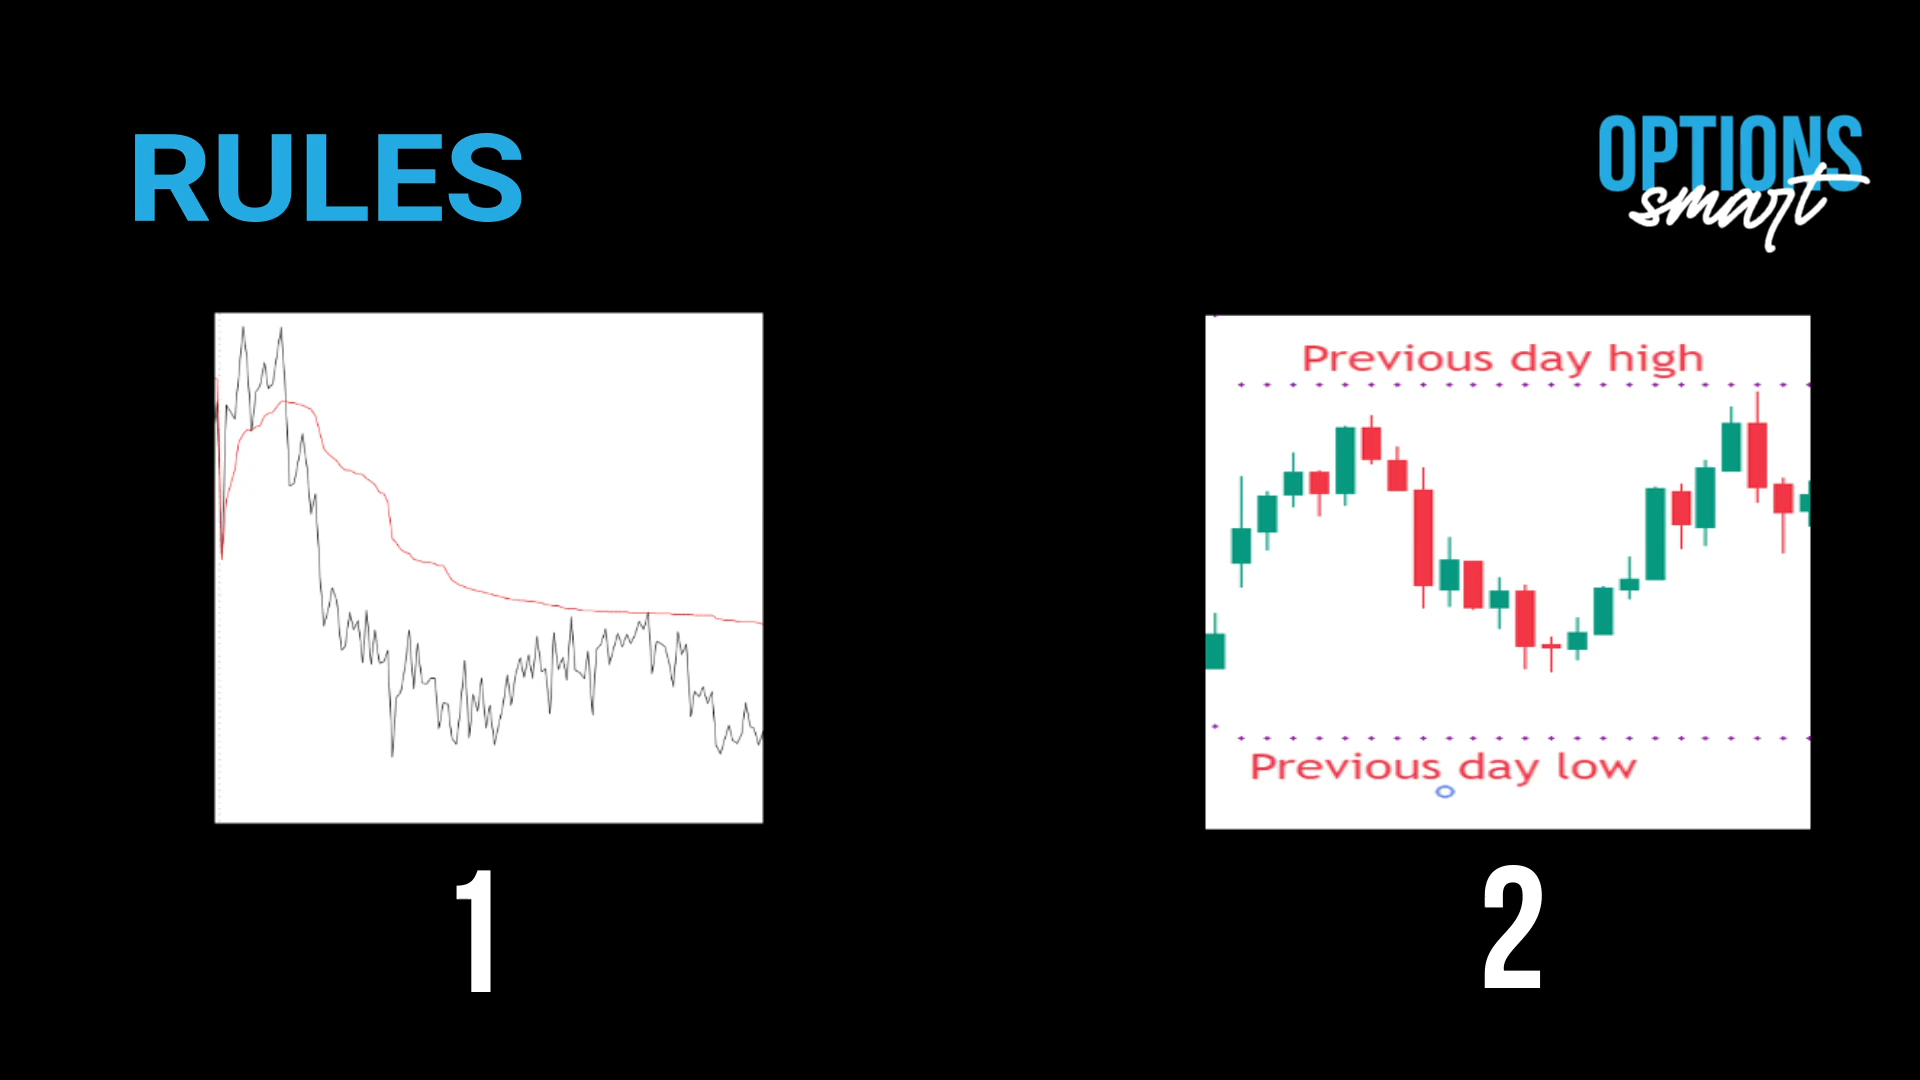 RULES
OPTIONS
smart
Previous day high
Previous day low
1
2